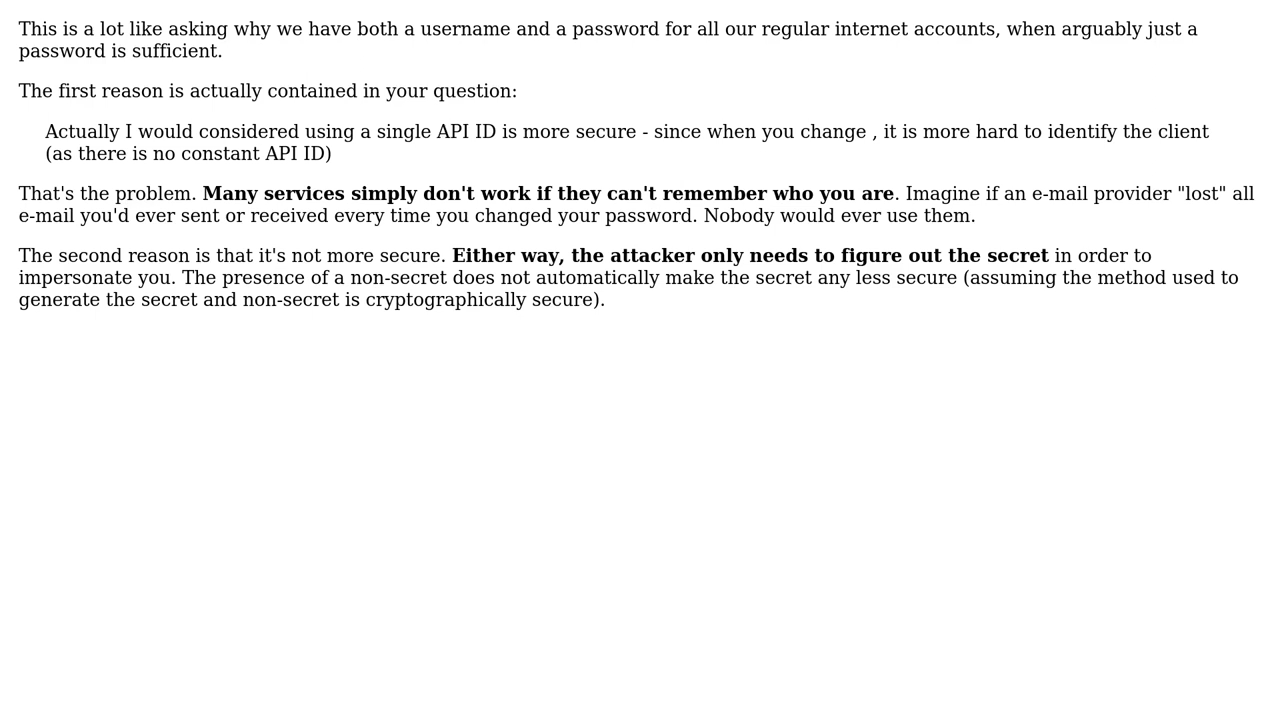 This is a lot like asking why we have both a username and a password for all our regular internet accounts, when arguably just a
password is sufficient.
The first reason is actually contained in your question:
Actually I would considered using a single API ID is more secure - since when you change , it is more hard to identify the client
(as there is no constant API ID)
That's the problem. Many services simply don't work if they can't remember who you are. Imagine if an e-mail provider "lost" all
e-mail you'd ever sent or received every time you changed your password. Nobody would ever use them.
The second reason is that it's not more secure. Either way, the attacker only needs to figure out the secret in order to
impersonate you. The presence of a non-secret does not automatically make the secret any less secure (assuming the method used to
generate the secret and non-secret is cryptographically secure).